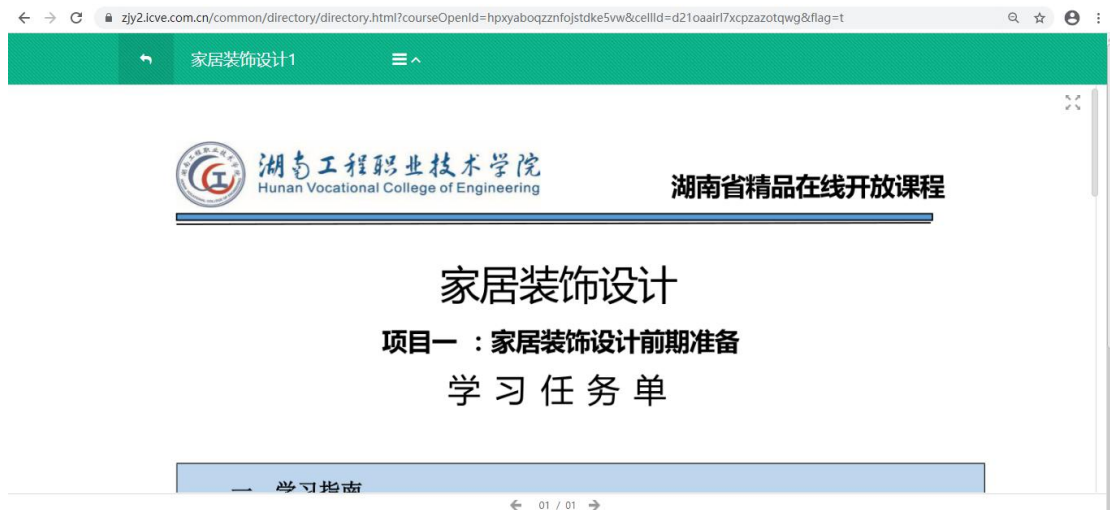 zjy2.icve.com.cn/common/directory/directory.html?courseOpenId=hpxyaboqzznfojstdke5vw&cellId=d21oaairl7xcpzazotqwg&flag=t
家居装饰设计1
湖南工程职业技术学院
Hunan Vocational College of Engineering
湖南省精品在线开放课程
家居装饰设计
项目一 ：家居装饰设计前期准备
学 习 任 务 单
一 学习指南
01 / 01